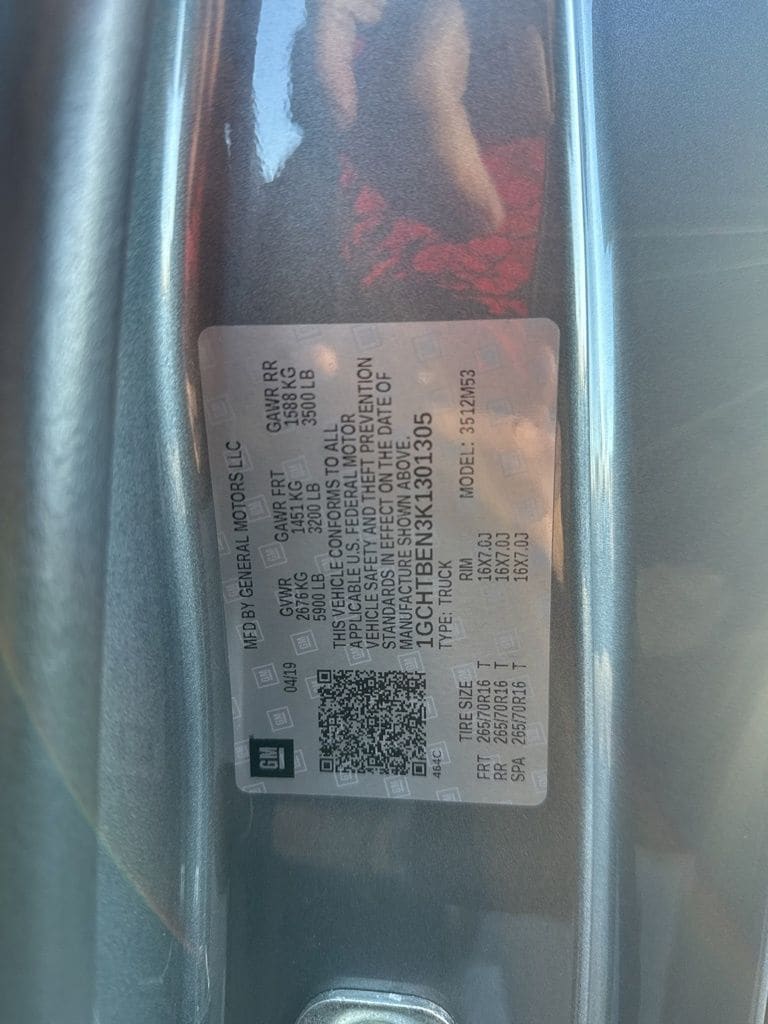 GM
MFD BY GENERAL MOTORS LLC
04/19
GVWR GAWR FRT GAWR RR
2676 KG 1451 KG 1588 KG
5900 LB 3200 LB 3500 LB
THIS VEHICLE CONFORMS TO ALL
APPLICABLE U.S. FEDERAL MOTOR
VEHICLE SAFETY AND THEFT PREVENTION
STANDARDS IN EFFECT ON THE DATE OF
MANUFACTURE SHOWN ABOVE.
1GCHTBEN3K1301305
464C TYPE: TRUCK
TIRE SIZE RIM MODEL: 3512M53
FRT 265/70R16 T 16X7.0J
RR 265/70R16 T 16X7.0J
SPA 265/70R16 T 16X7.0J